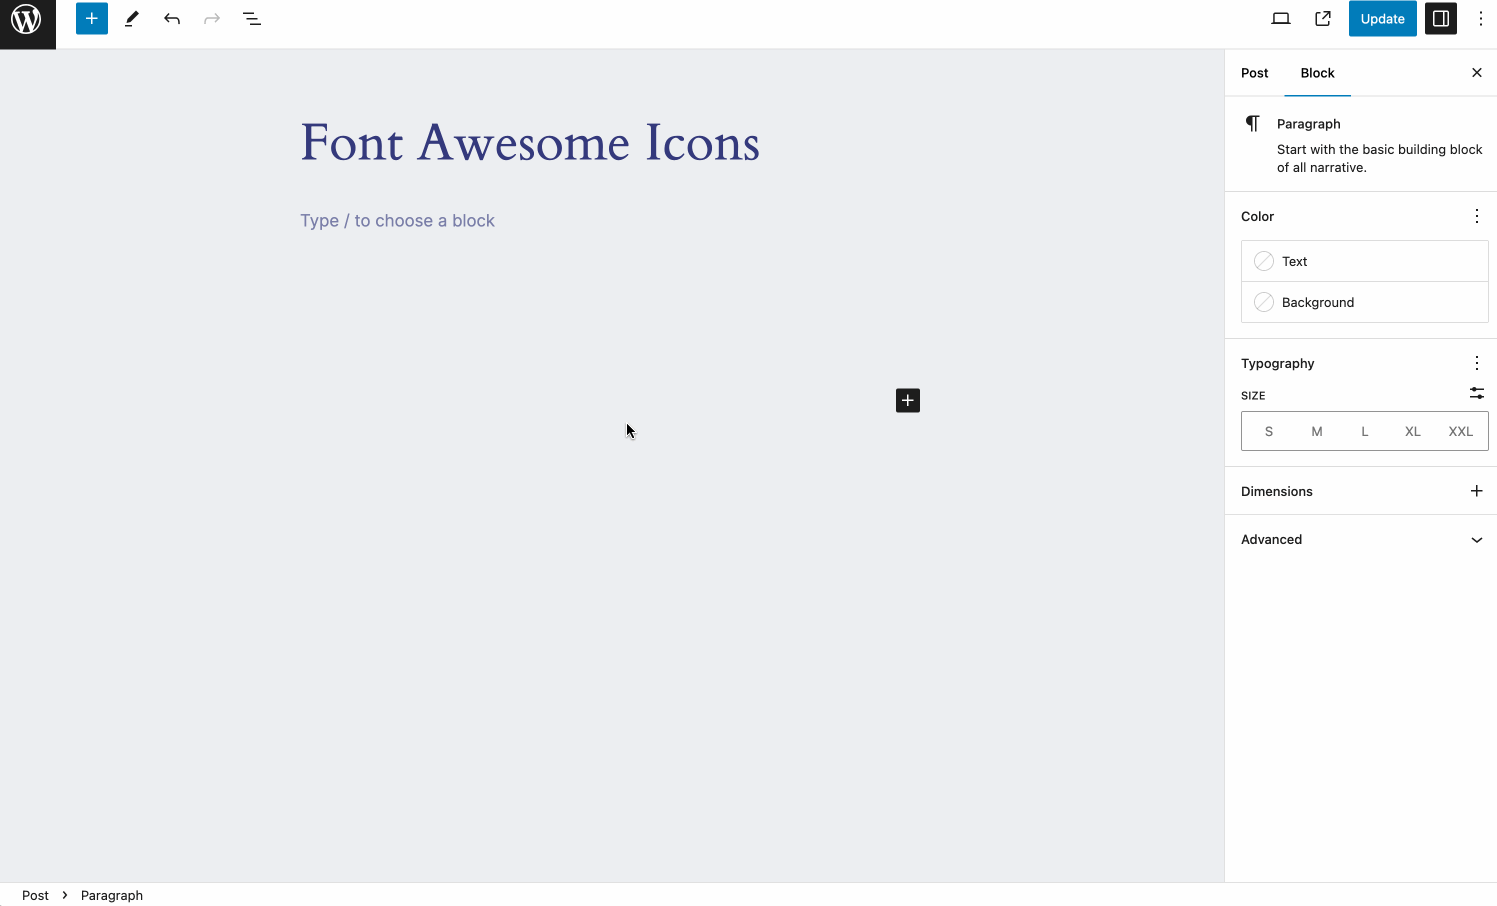 Update
Post Block
Font Awesome Icons
Type / to choose a block
Paragraph
Start with the basic building block
of all narrative.
Color
Text
Background
Typography
SIZE
S M L XL XXL
Dimensions
Advanced
Post > Paragraph